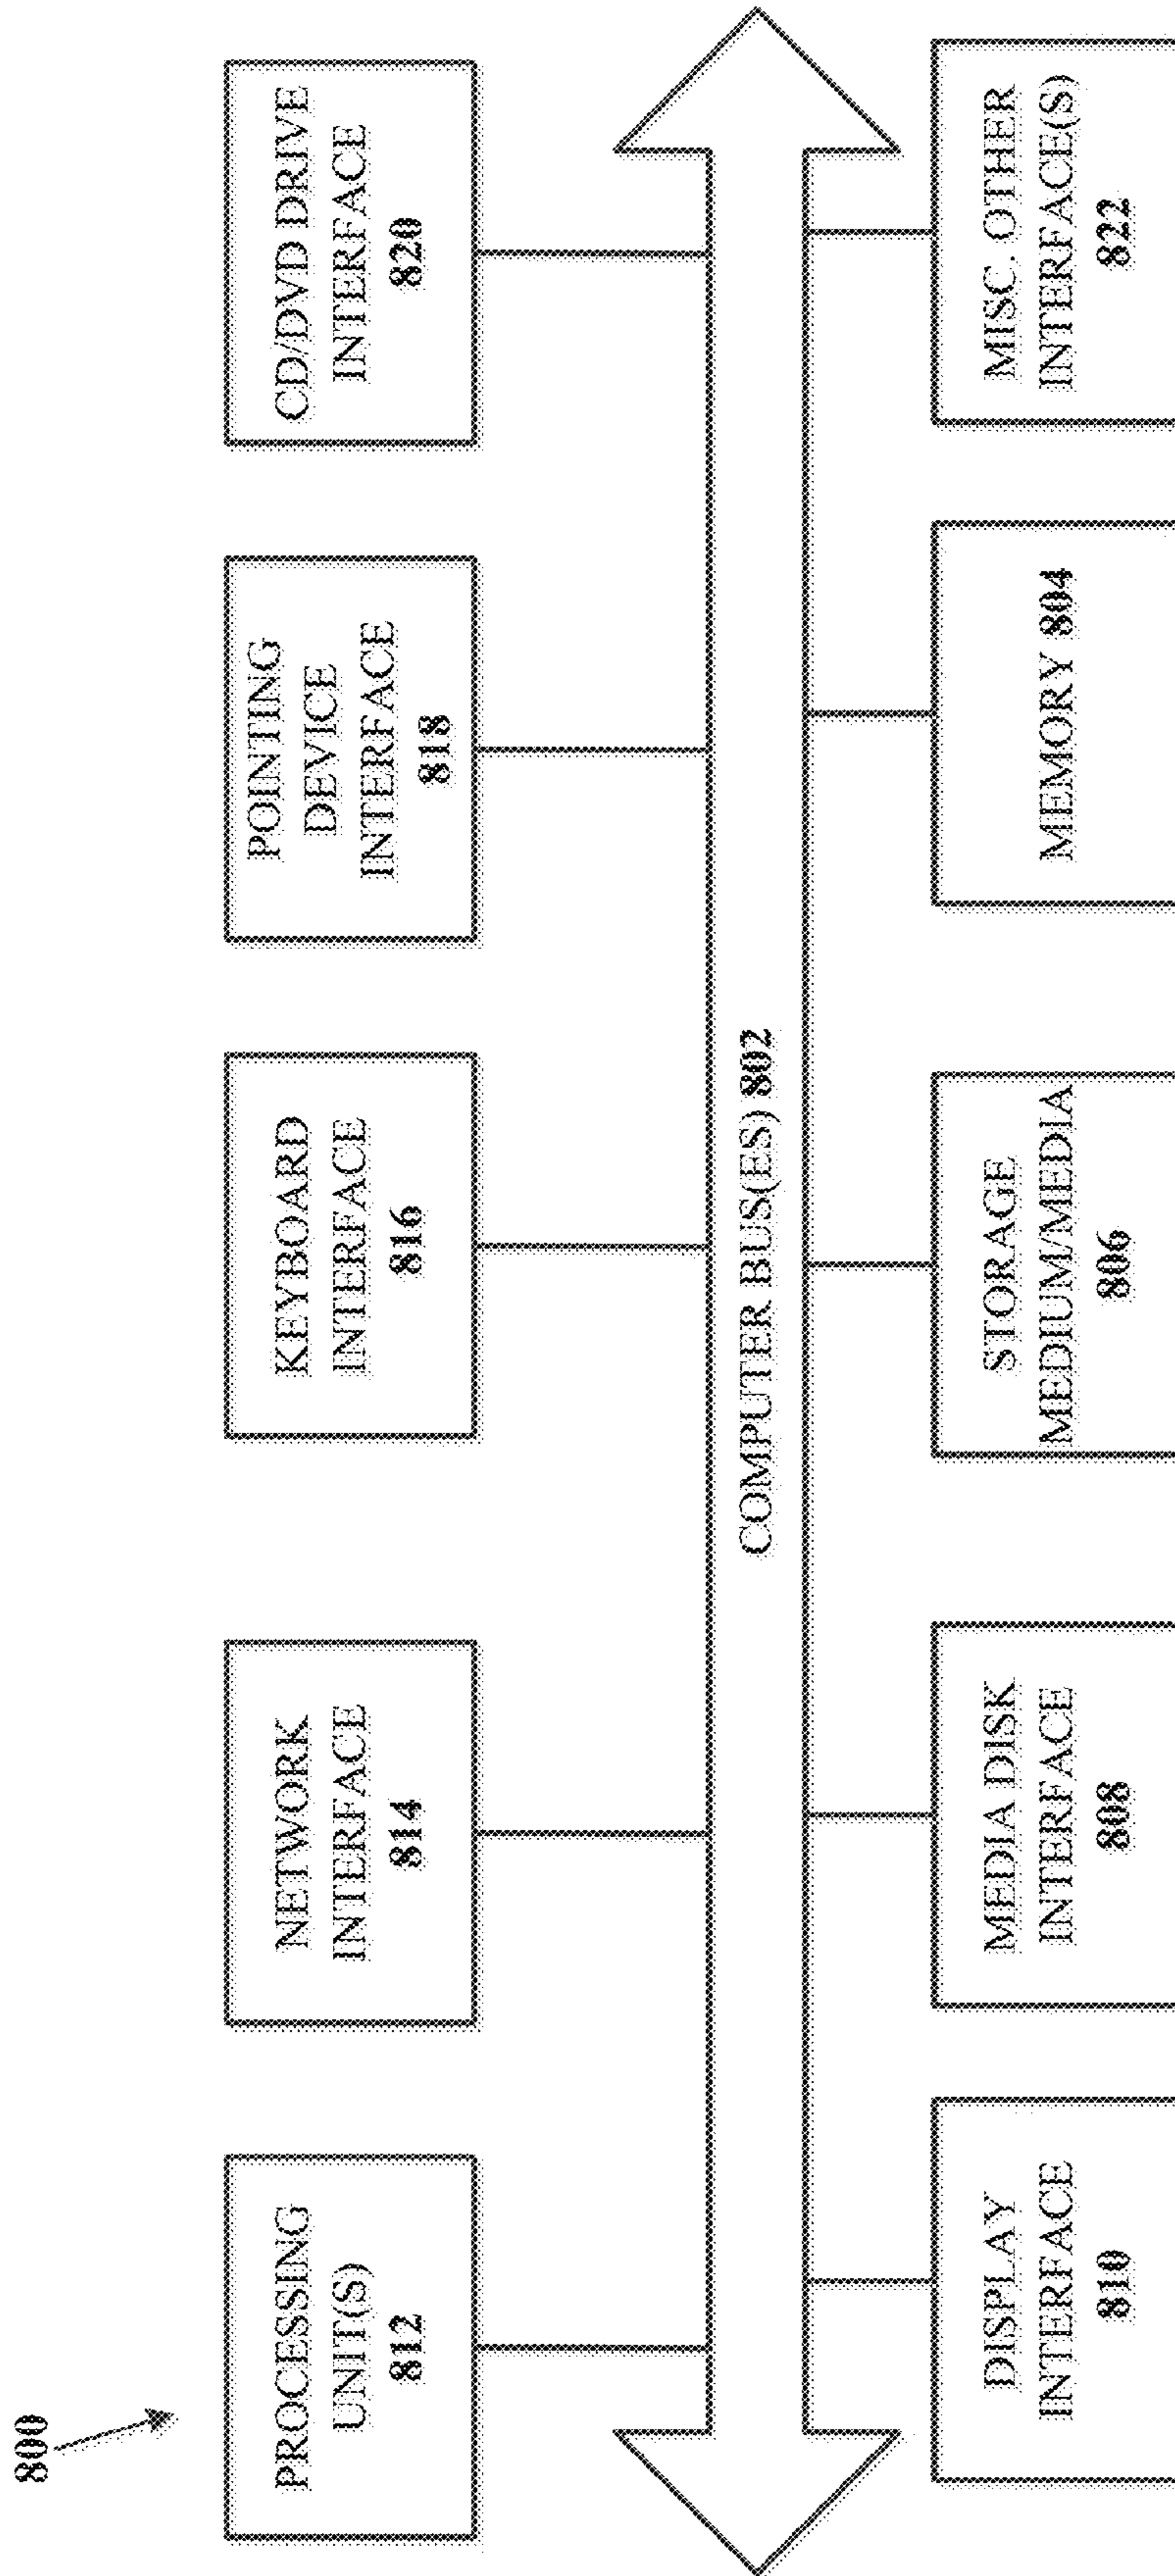 800
PROCESSING
UNIT(S)
812
NETWORK
INTERFACE
814
KEYBOARD
INTERFACE
816
POINTING
DEVICE
INTERFACE
818
CD/DVD DRIVE
INTERFACE
820
COMPUTER BUS(ES) 802
DISPLAY
INTERFACE
810
MEDIA DISK
INTERFACE
808
STORAGE
MEDIUM/MEDIA
806
MEMORY 804
MISC. OTHER
INTERFACE(S)
822